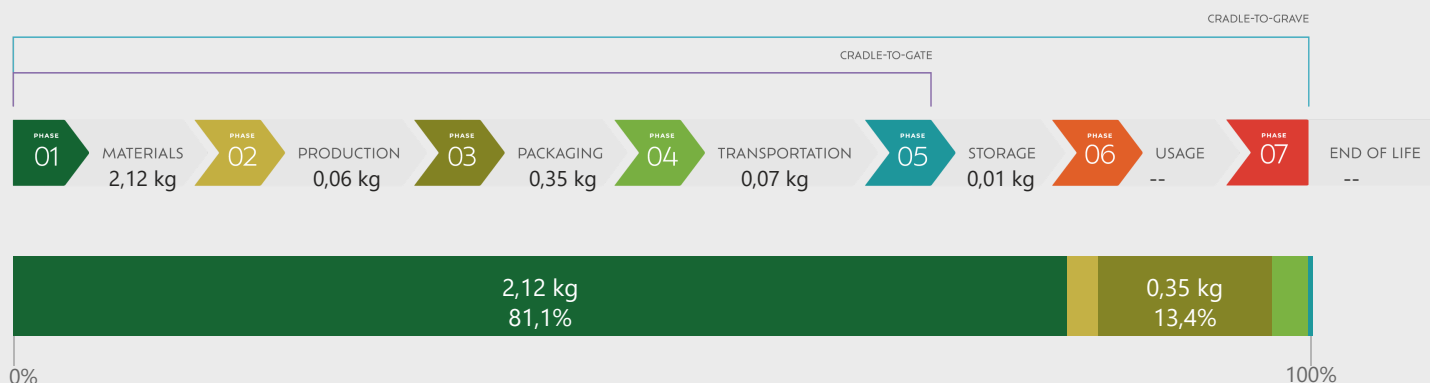 CRADLE-TO-GRAVE
CRADLE-TO-GATE
PHASE
01
MATERIALS
2,12 kg
PHASE
02
PRODUCTION
0,06 kg
PHASE
03
PACKAGING
0,35 kg
PHASE
04
TRANSPORTATION
0,07 kg
PHASE
05
STORAGE
0,01 kg
PHASE
06
USAGE
--
PHASE
07
END OF LIFE
--
2,12 kg
81,1%
0,35 kg
13,4%
0%
100%